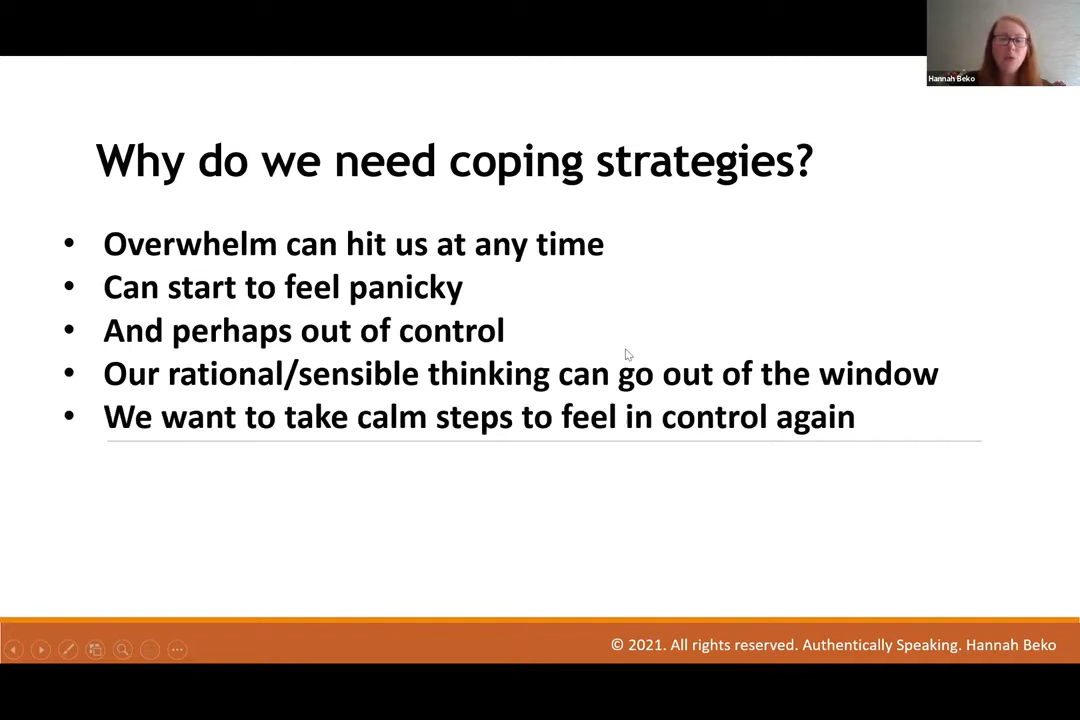 Hannah Beko
Why do we need coping strategies?
• Overwhelm can hit us at any time
• Can start to feel panicky
• And perhaps out of control
• Our rational/sensible thinking can go out of the window
• We want to take calm steps to feel in control again
© 2021. All rights reserved. Authentically Speaking. Hannah Beko